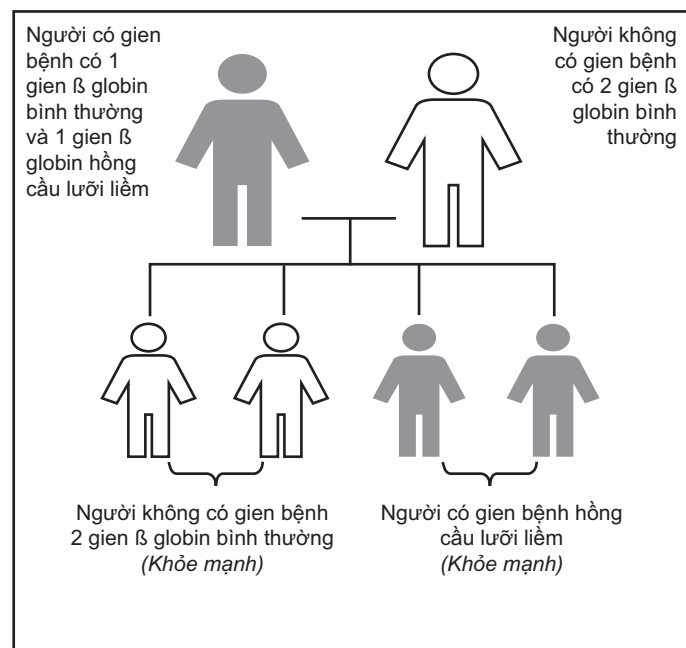 Người có gien
bệnh có 1
gien ß globin
bình thường
và 1 gien ß
globin hồng
cầu lưỡi liềm
Người không
có gien bệnh
có 2 gien ß
globin bình
thường
Người không có gien bệnh
2 gien ß globin bình thường
(Khỏe mạnh)
Người có gien bệnh hồng
cầu lưỡi liềm
(Khỏe mạnh)